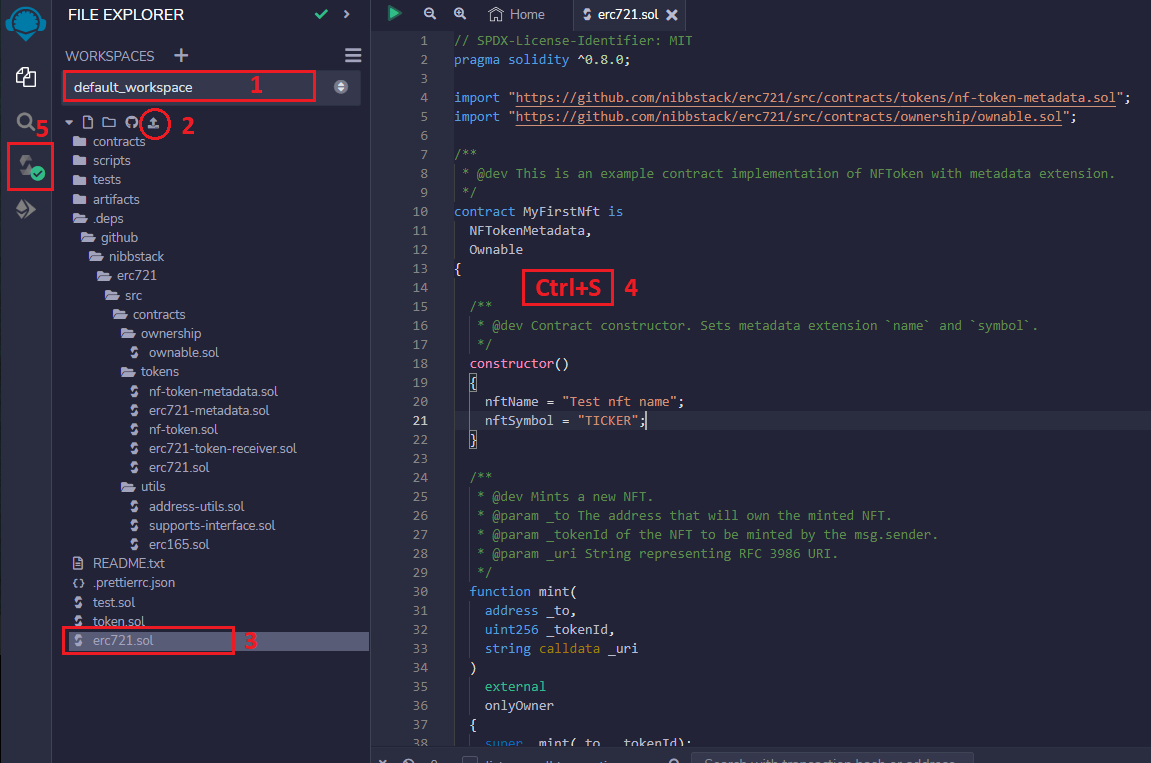 FILE EXPLORER
WORKSPACES
default_workspace 1
2
5
contracts
scripts
tests
artifacts
.deps
github
nibbstack
erc721
src
contracts
ownership
ownable.sol
tokens
nf-token-metadata.sol
erc721-metadata.sol
nf-token.sol
erc721-token-receiver.sol
erc721.sol
utils
address-utils.sol
supports-interface.sol
erc165.sol
README.txt
.prettierrc.json
test.sol
token.sol
erc721.sol 3
Home erc721.sol
1 // SPDX-License-Identifier: MIT
2 pragma solidity ^0.8.0;
3
4 import "https://github.com/nibbstack/erc721/src/contracts/tokens/nf-token-metadata.sol";
5 import "https://github.com/nibbstack/erc721/src/contracts/ownership/ownable.sol";
6
7 /**
8 * @dev This is an example contract implementation of NFToken with metadata extension.
9 */
10 contract MyFirstNft is
11 NFTokenMetadata,
12 Ownable
13 {
14
Ctrl+S 4
15 /**
16 * @dev Contract constructor. Sets metadata extension `name` and `symbol`.
17 */
18 constructor()
19 {
20 nftName = "Test nft name";
21 nftSymbol = "TICKER";
22 }
23
24 /**
25 * @dev Mints a new NFT.
26 * @param _to The address that will own the minted NFT.
27 * @param _tokenId of the NFT to be minted by the msg.sender.
28 * @param _uri String representing RFC 3986 URI.
29 */
30 function mint(
31 address _to,
32 uint256 _tokenId,
33 string calldata _uri
34 )
35 external
36 onlyOwner
37 {
38 super._mint(_to, _tokenId);
Search with transaction hash or address